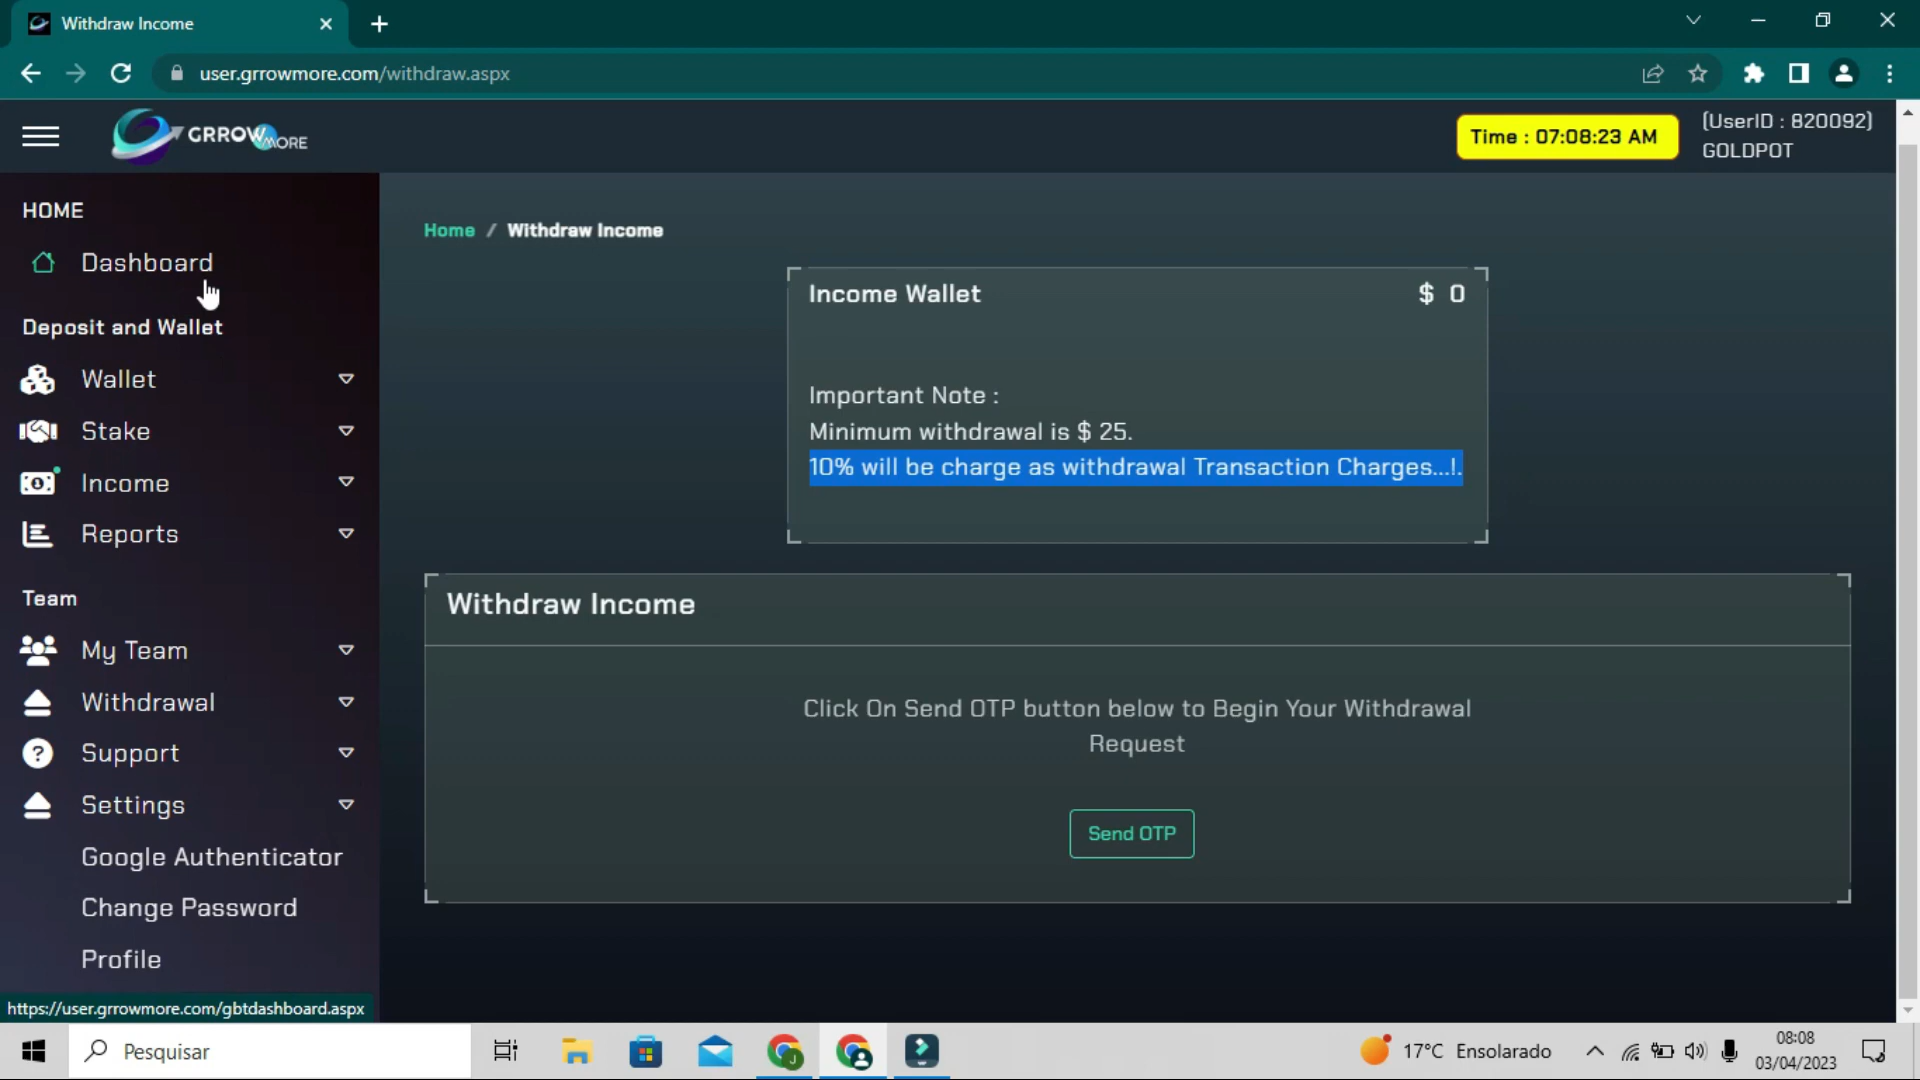 Withdraw Income
user.grrowmore.com/withdraw.aspx
GRROWMORE
Time : 07:08:23 AM
(UserID : 820092)
GOLDPOT
HOME
Dashboard
Deposit and Wallet
Wallet
Stake
Income
Reports
Team
My Team
Withdrawal
Support
Settings
Google Authenticator
Change Password
Profile
https://user.grrowmore.com/gbtdashboard.aspx
Home / Withdraw Income
Income Wallet $ 0
Important Note :
Minimum withdrawal is $ 25.
10% will be charge as withdrawal Transaction Charges...!.
Withdraw Income
Click On Send OTP button below to Begin Your Withdrawal
Request
Send OTP
Pesquisar
J
17°C Ensolarado
08:08
03/04/2023